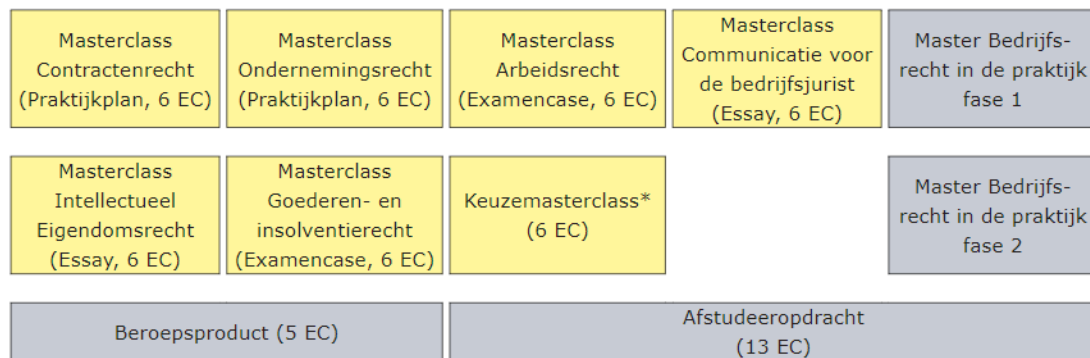 Masterclass
Contractenrecht
(Praktijkplan, 6 EC)
Masterclass
Ondernemingsrecht
(Praktijkplan, 6 EC)
Masterclass
Arbeidsrecht
(Examencase, 6 EC)
Masterclass
Communicatie voor
de bedrijfsjurist
(Essay, 6 EC)
Master Bedrijfs-
recht in de praktijk
fase 1
Masterclass
Intellectueel
Eigendomsrecht
(Essay, 6 EC)
Masterclass
Goederen- en
insolventierecht
(Examencase, 6 EC)
Keuzemasterclass*
(6 EC)
Master Bedrijfs-
recht in de praktijk
fase 2
Beroepsproduct (5 EC)
Afstudeeropdracht
(13 EC)